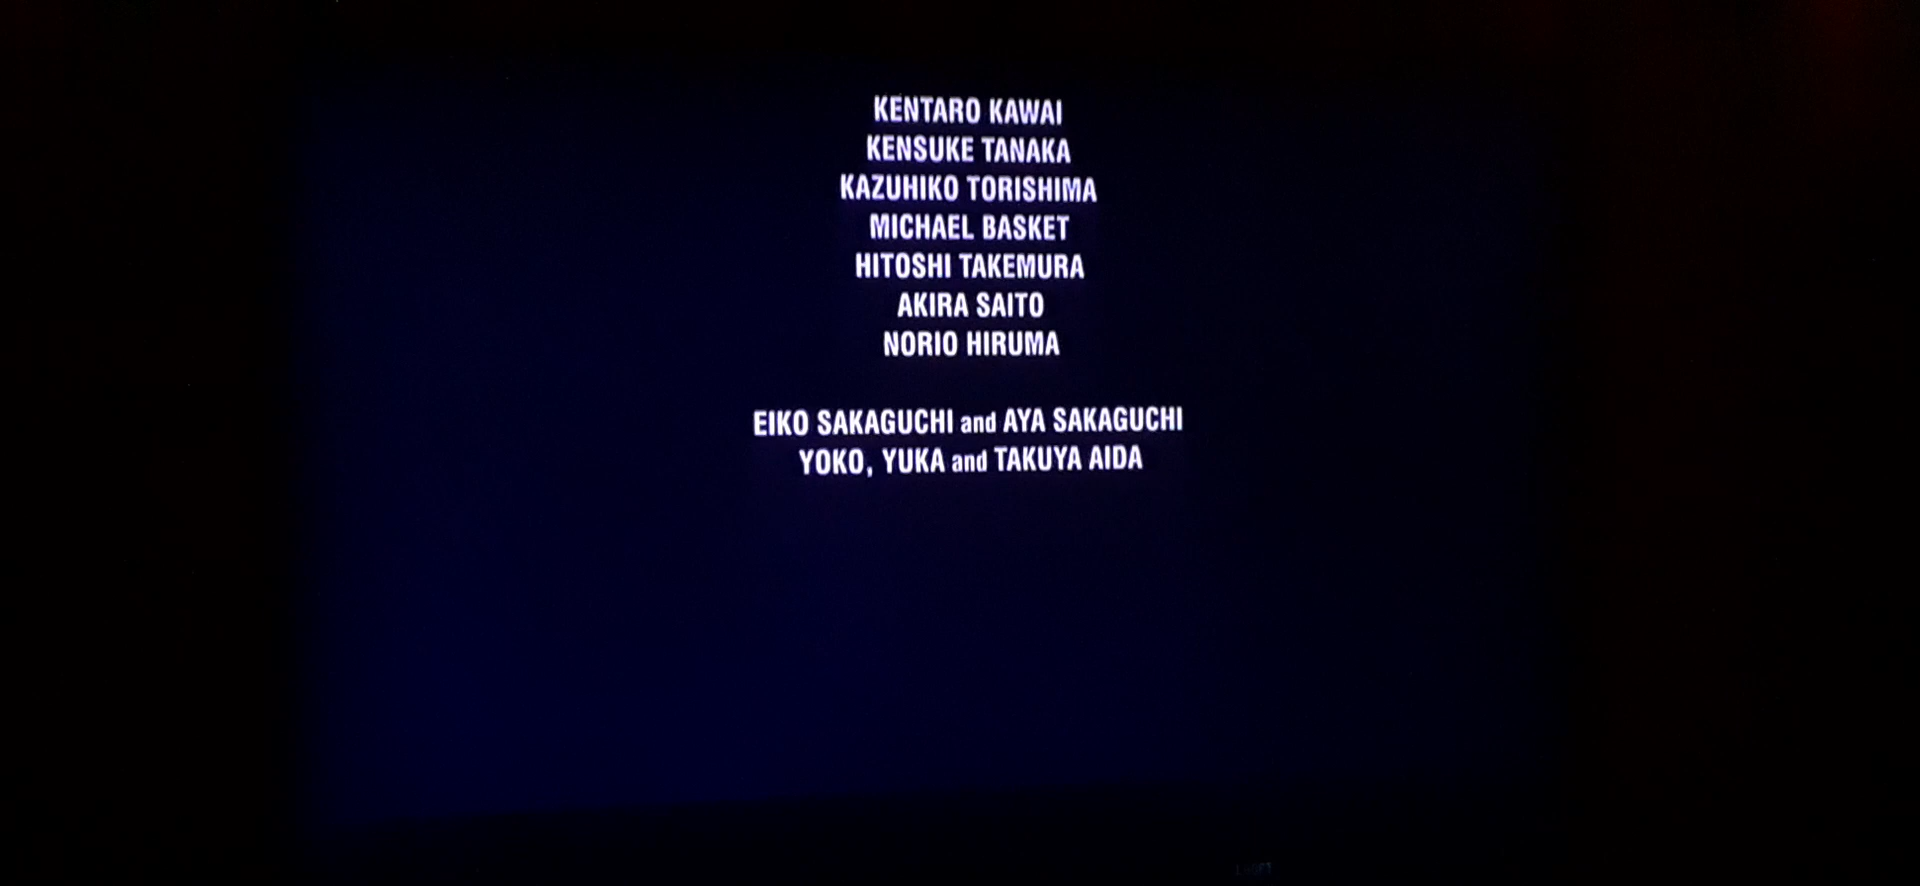 KENTARO KAWAI
KENSUKE TANAKA
KAZUHIKO TORISHIMA
MICHAEL BASKET
HITOSHI TAKEMURA
AKIRA SAITO
NORIO HIRUMA
EIKO SAKAGUCHI and AYA SAKAGUCHI
YOKO, YUKA and TAKUYA AIDA